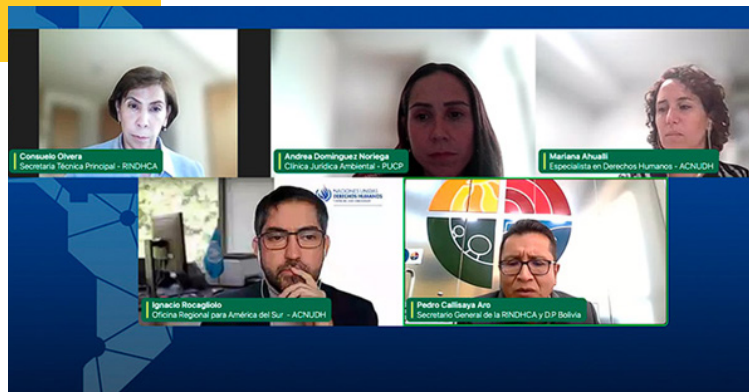 Consuelo Olvera
Secretaria Técnica Principal - RINDHCA
Andrea Domínguez Noriega
Clínica Jurídica Ambiental - PUCP
Mariana Ahualli
Especialista en Derechos Humanos - ACNUDH
NACIONES UNIDAS
DERECHOS HUMANOS
Ignacio Rocagliolo
Oficina Regional para América del Sur - ACNUDH
Pedro Callisaya Aro
Secretario General de la RINDHCA y D.P Bolivia